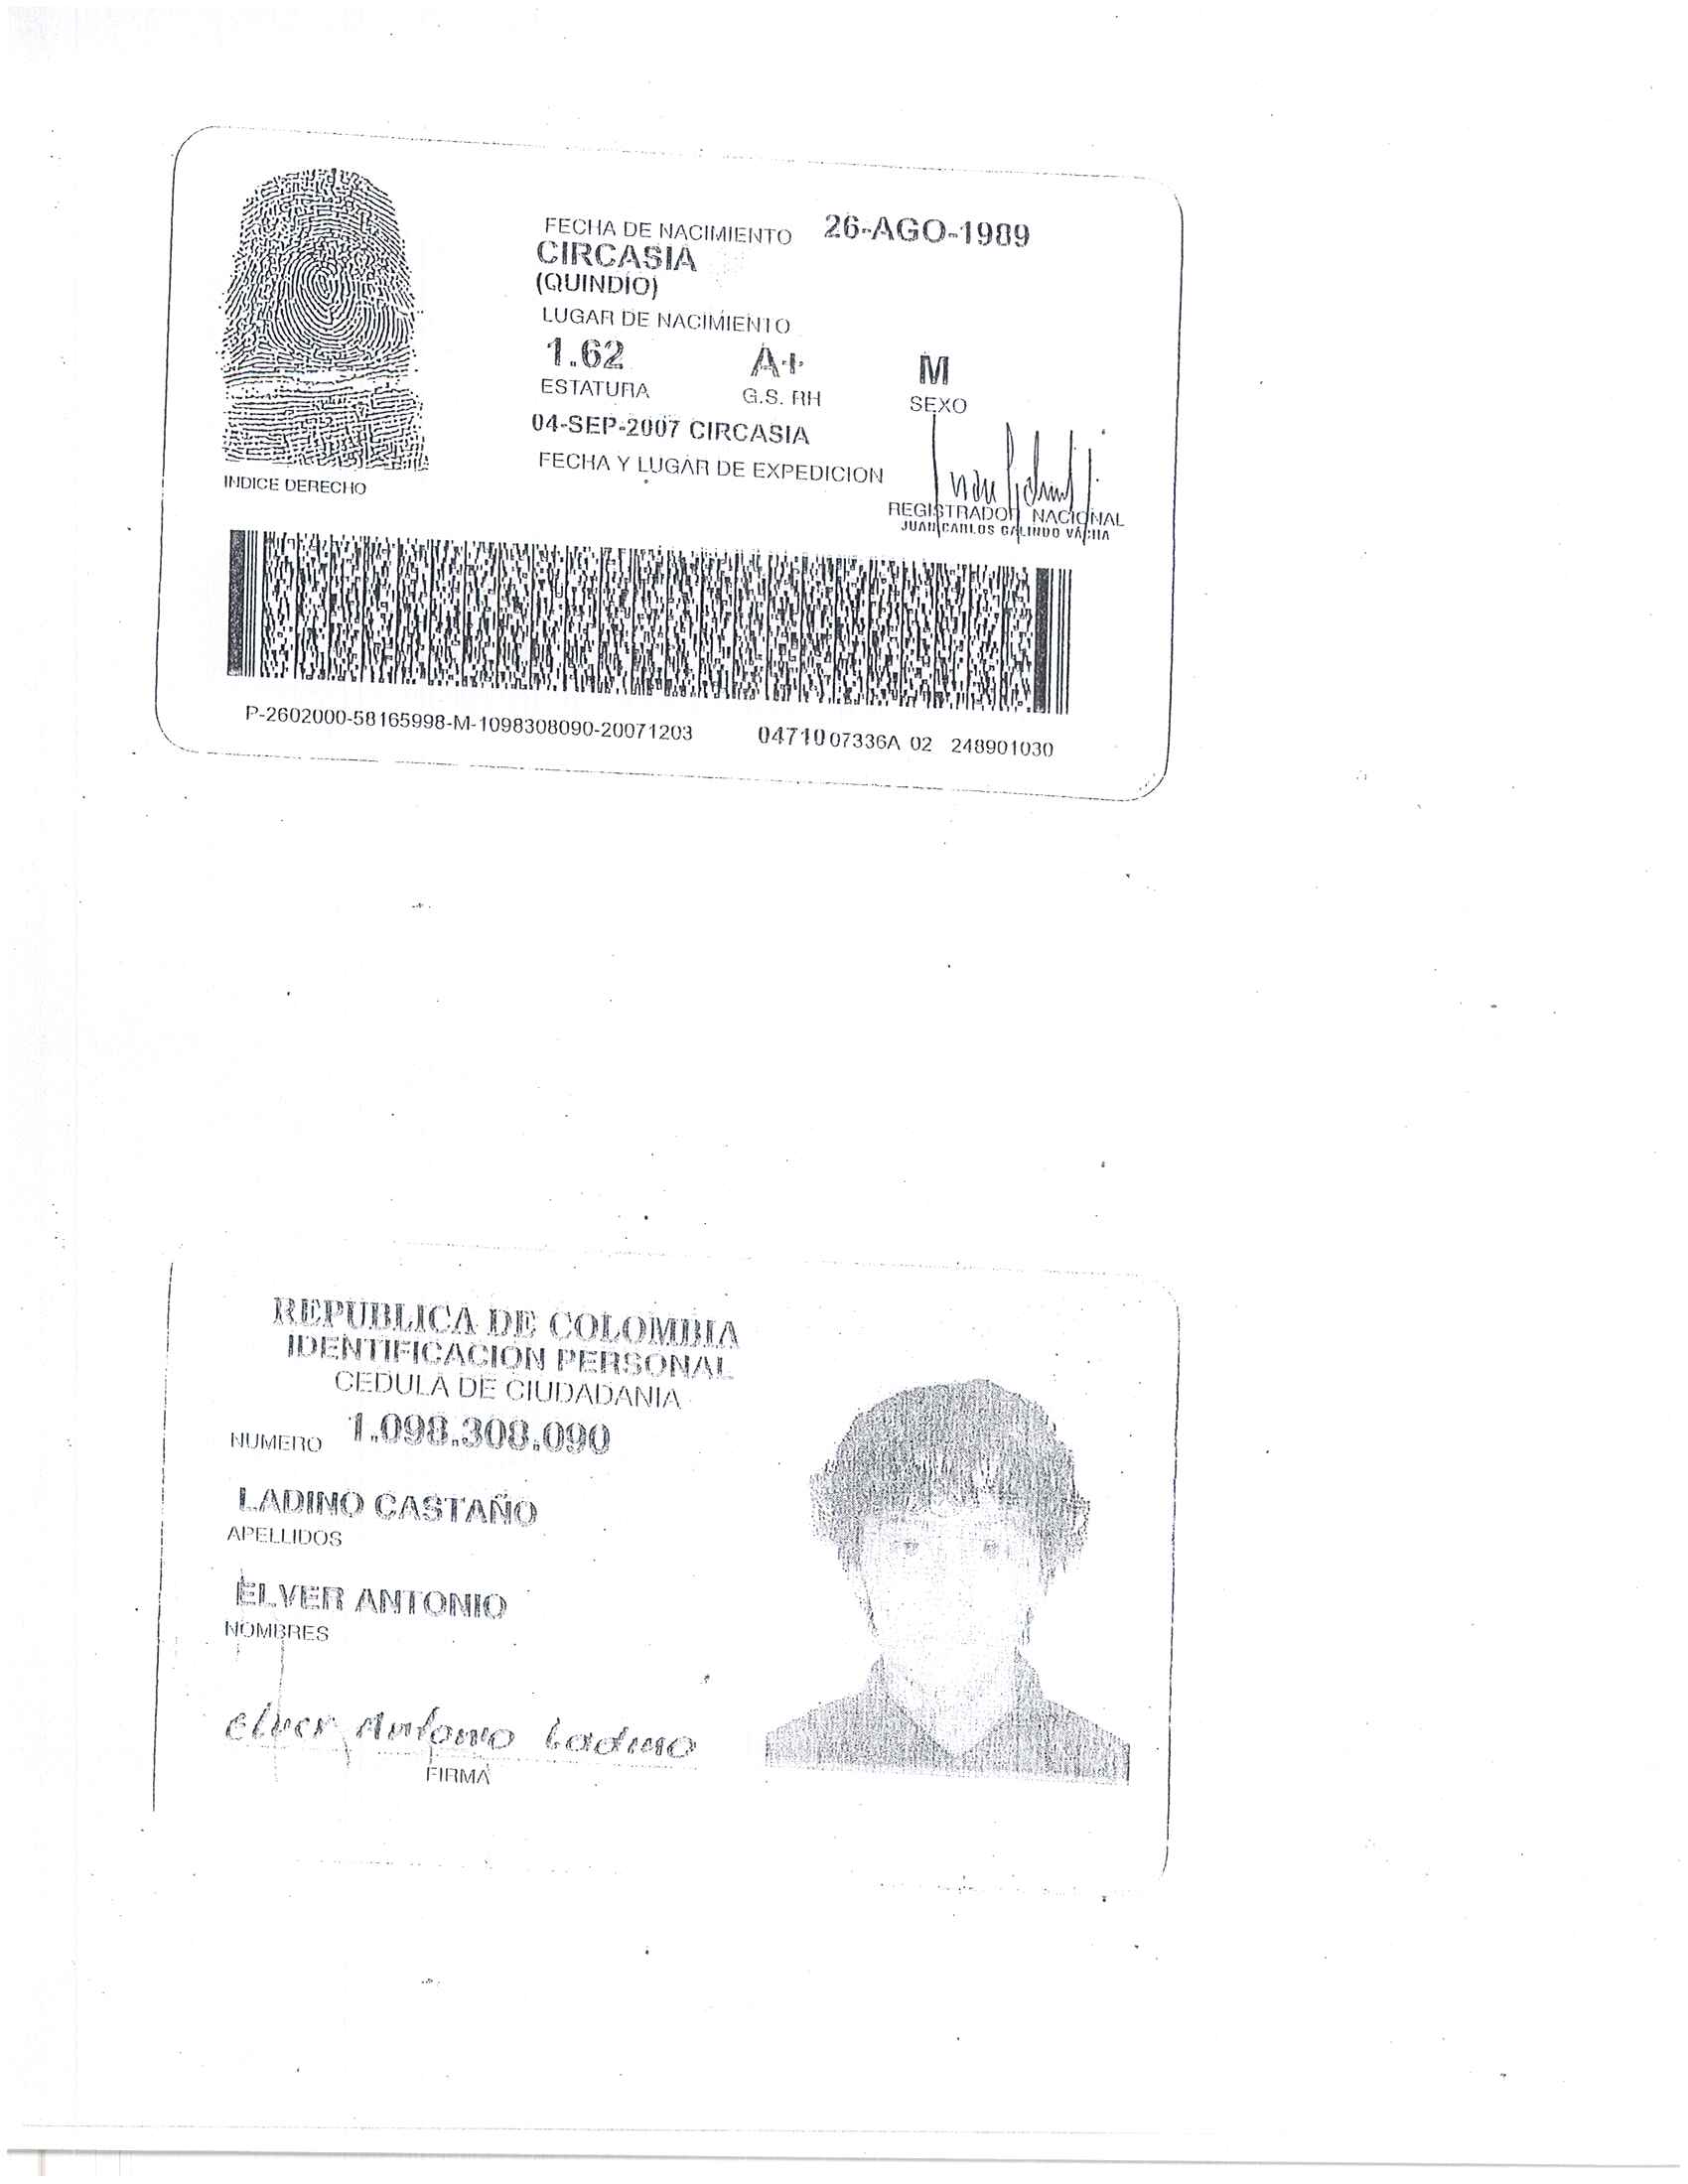 FECHA DE NACIMIENTO 26-AGO-1989
CIRCASIA
(QUINDIO)
LUGAR DE NACIMIENTO
1.62 A+ M
ESTATURA G.S. RH SEXO
04-SEP-2007 CIRCASIA
FECHA Y LUGAR DE EXPEDICION
INDICE DERECHO
REGISTRADOR NACIONAL
JUAN CARLOS GALINDO VACHA
P-2602000-58165998-M-1098308090-20071203 0471007336A 02 248901030
REPUBLICA DE COLOMBIA
IDENTIFICACION PERSONAL
CEDULA DE CIUDADANIA
NUMERO 1.098.308.090
LADINO CASTAÑO
APELLIDOS
ELVER ANTONIO
NOMBRES
Elver Antonio Ladino
FIRMA